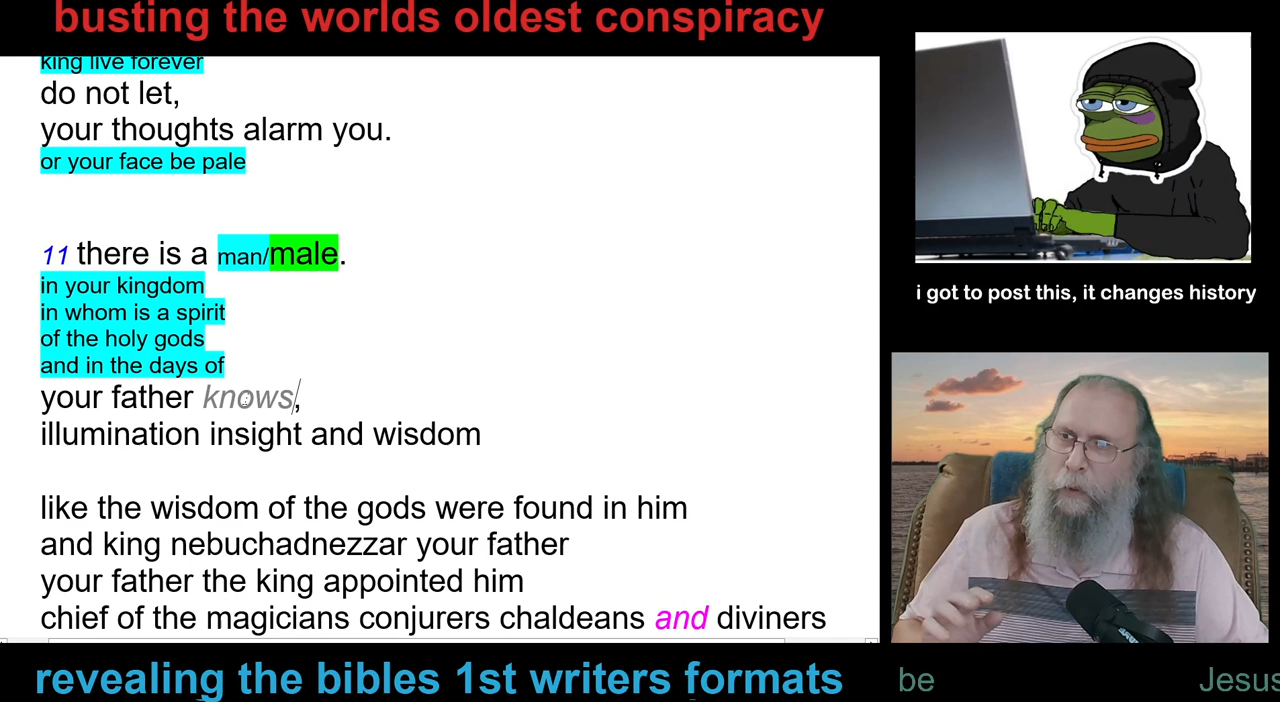 busting the worlds oldest conspiracy
king live forever
do not let,
your thoughts alarm you.
or your face be pale
11 there is a man/male.
in your kingdom
in whom is a spirit
of the holy gods
and in the days of
your father knows,
illumination insight and wisdom
like the wisdom of the gods were found in him
and king nebuchadnezzar your father
your father the king appointed him
chief of the magicians conjurers chaldeans and diviners
i got to post this, it changes history
revealing the bibles 1st writers formats
be Jesus